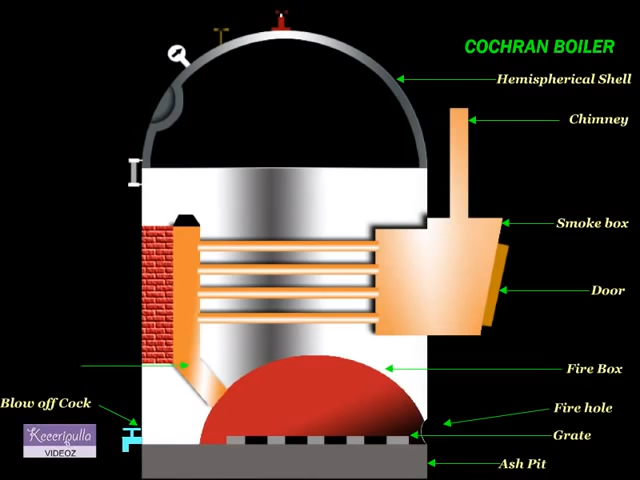 COCHRAN BOILER
Hemispherical Shell
Chimney
Smoke box
Door
Fire Box
Blow off Cock
Fire hole
Keeeripulla
VIDEOZ
Grate
Ash Pit